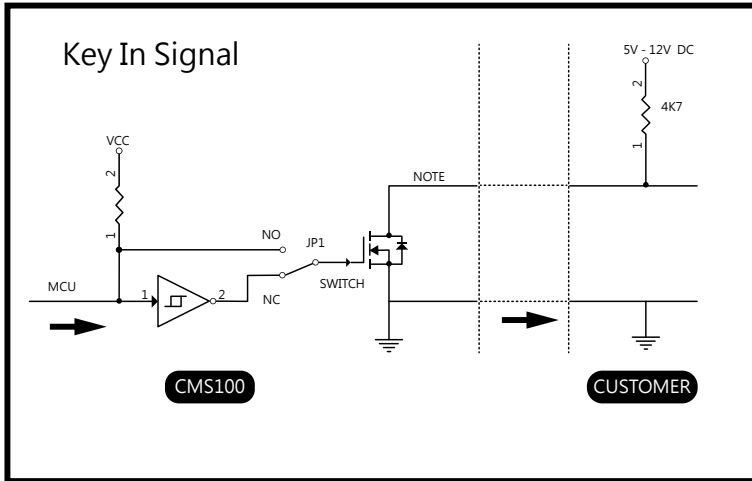 Key In Signal
5V - 12V DC
2
4K7
1
VCC
2
1
NOTE
NO
JP1
MCU
1
2
NC
SWITCH
CMS100
CUSTOMER